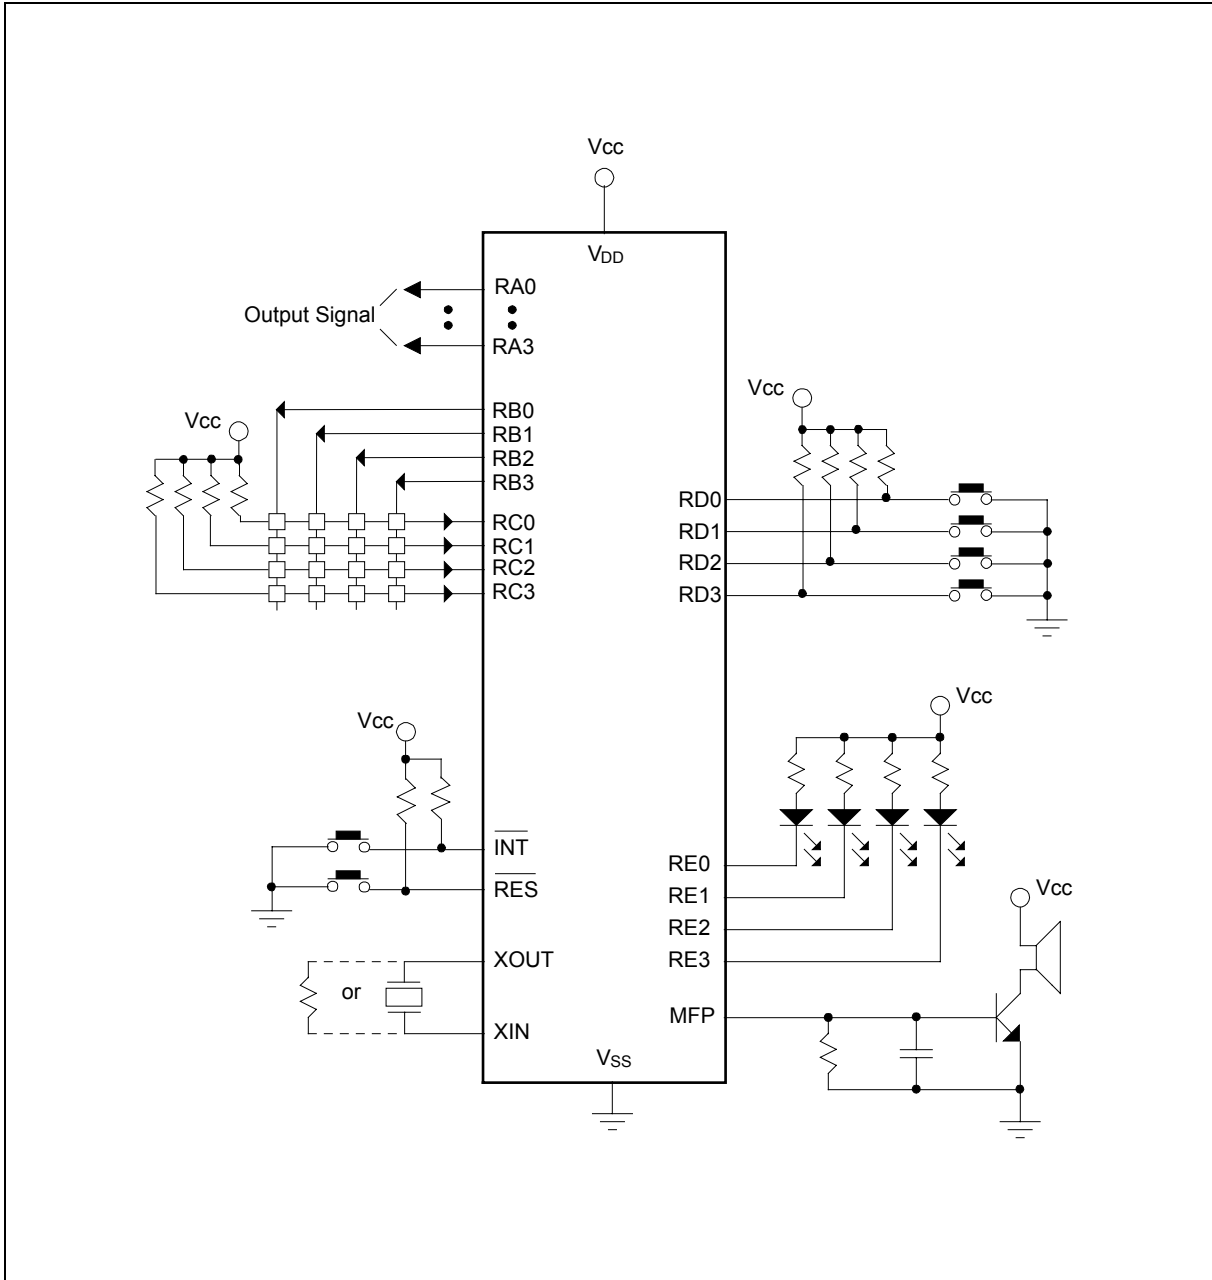 Vcc
VDD
RA0
Output Signal
RA3
RB0
Vcc
RB1
RB2
RB3
RC0
RC1
RC2
RC3
Vcc
RD0
RD1
RD2
RD3
Vcc
INT
RES
Vcc
RE0
RE1
RE2
RE3
Vcc
XOUT
or
XIN
MFP
VSS